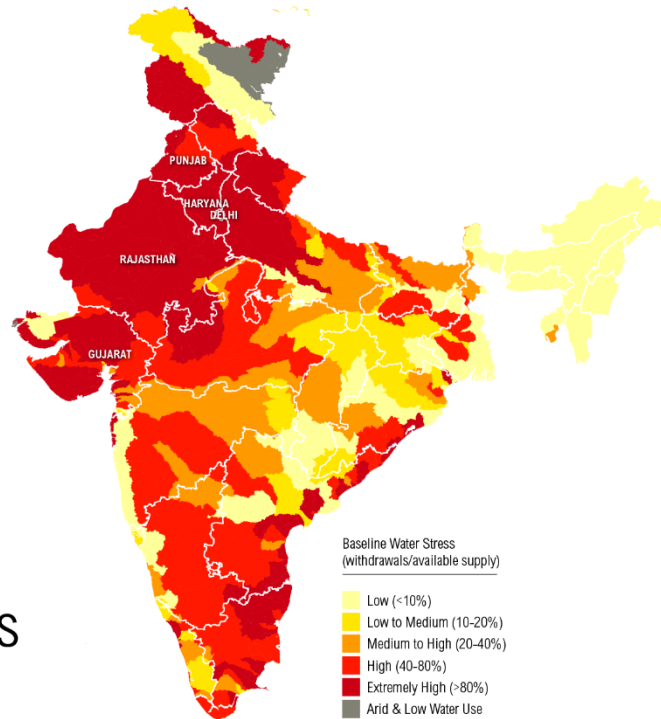 PUNJAB
HARYANA
DELHI
RAJASTHAN
GUJARAT
S
Baseline Water Stress
(withdrawals/available supply)
Low (<10%)
Low to Medium (10-20%)
Medium to High (20-40%)
High (40-80%)
Extremely High (>80%)
Arid & Low Water Use